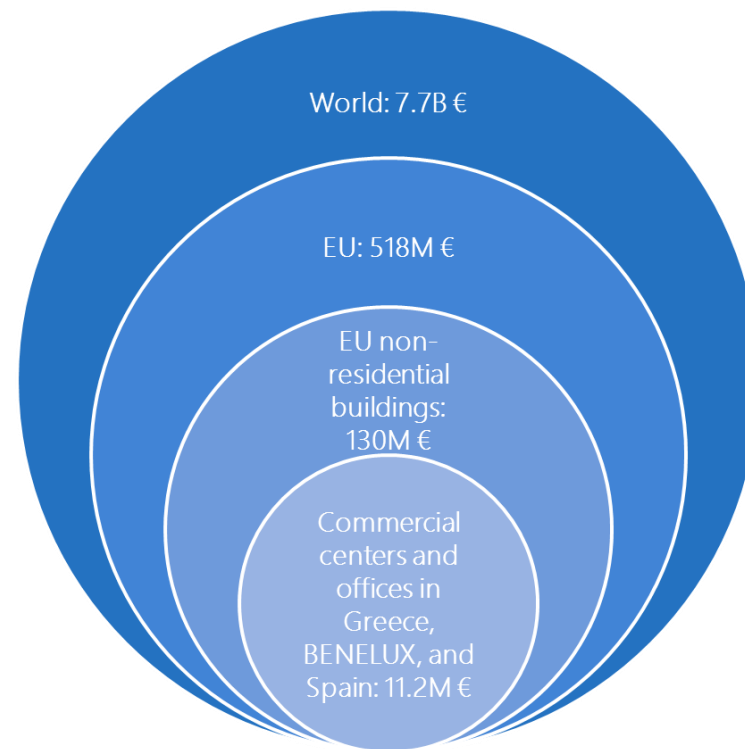 World: 7.7B €
EU: 518M €
EU non-
residential
buildings:
130M €
Commercial
centers and
offices in
Greece,
BENELUX, and
Spain: 11.2M €